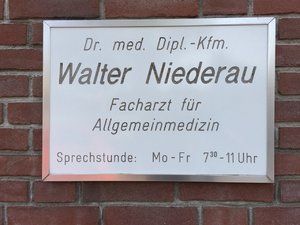 Dr. med. Dipl.-Kfm.
Walter Niederau
Facharzt für
Allgemeinmedizin
Sprechstunde: Mo-Fr 7³⁰-11 Uhr